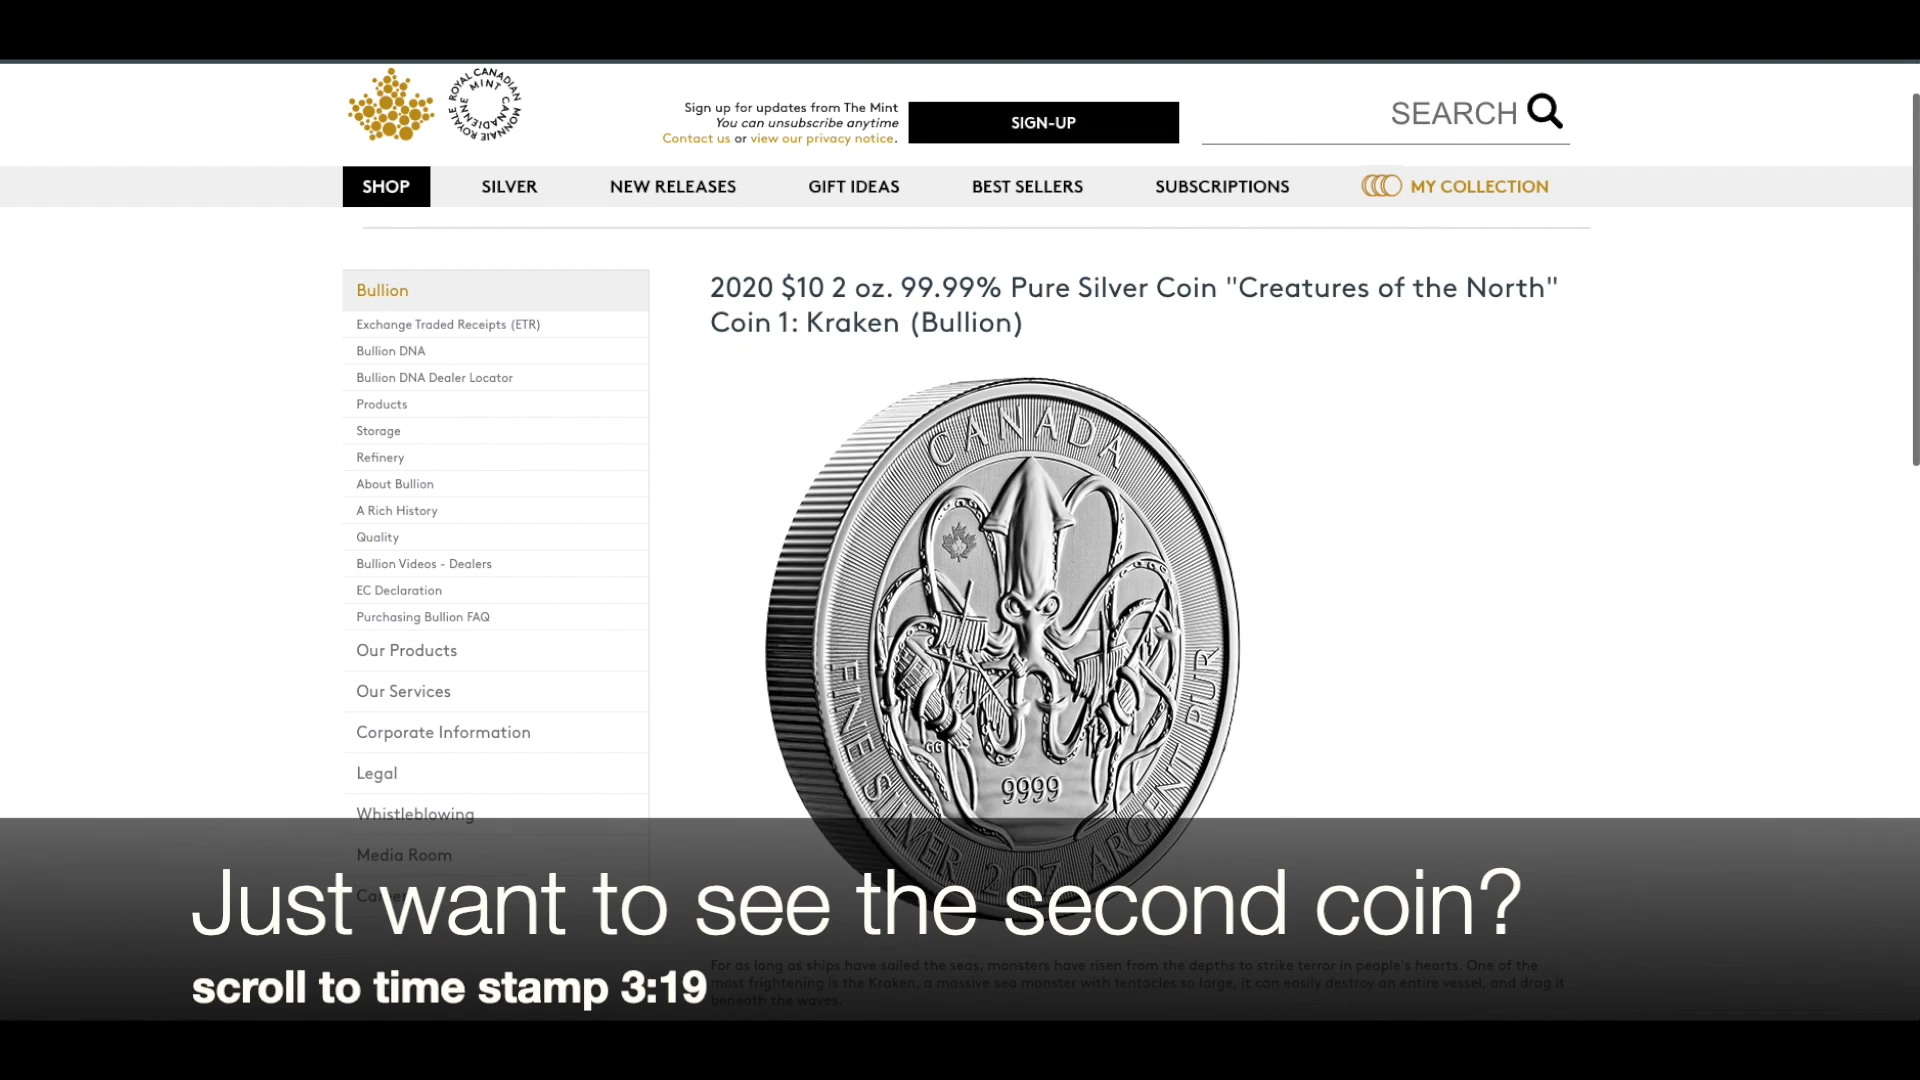 ROYAL CANADIAN MINT
MONNAIE ROYALE CANADIENNE
Sign up for updates from The Mint
You can unsubscribe anytime
Contact us or view our privacy notice.
SIGN-UP
SEARCH
SHOP
SILVER
NEW RELEASES
GIFT IDEAS
BEST SELLERS
SUBSCRIPTIONS
MY COLLECTION
Bullion
Exchange Traded Receipts (ETR)
Bullion DNA
Bullion DNA Dealer Locator
Products
Storage
Refinery
About Bullion
A Rich History
Quality
Bullion Videos - Dealers
EC Declaration
Purchasing Bullion FAQ
Our Products
Our Services
Corporate Information
Legal
Whistleblowing
Media Room
2020 $10 2 oz. 99.99% Pure Silver Coin "Creatures of the North"
Coin 1: Kraken (Bullion)
CANADA
GG
9999
FINE SILVER 2 OZ ARGENT PUR
For as long as ships have sailed the seas, monsters have risen from the depths to strike terror in people's hearts. One of the
most frightening is the Kraken, a massive sea monster with tentacles so large, it can easily destroy an entire vessel, and drag it
beneath the waves.
Just want to see the second coin?
scroll to time stamp 3:19